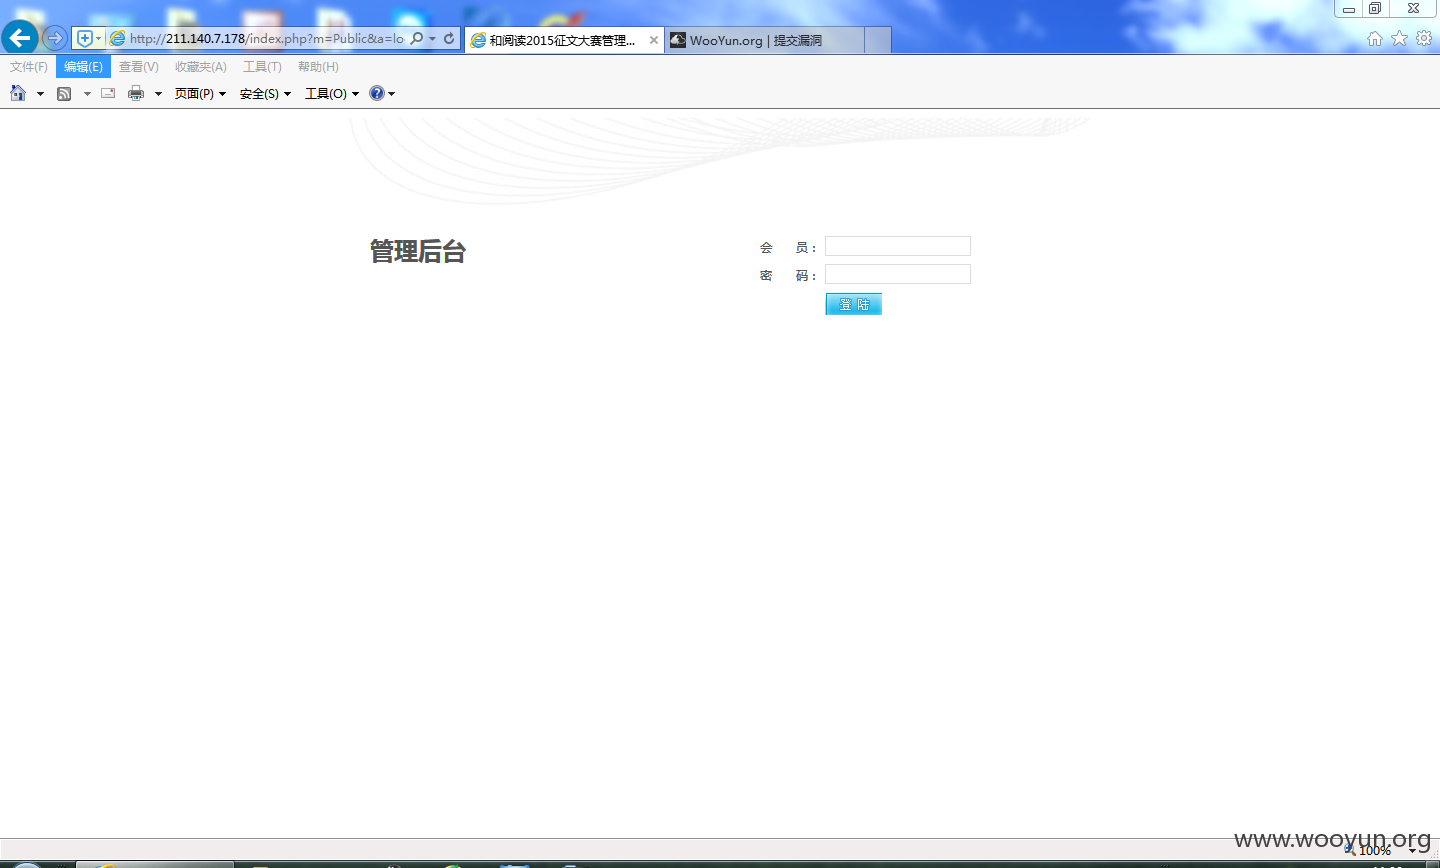 http://211.140.7.178/index.php?m=Public&a=lo
和阅读2015征文大赛管理...
WooYun.org | 提交漏洞
文件(F) 编辑(E) 查看(V) 收藏夹(A) 工具(T) 帮助(H)
页面(P) 安全(S) 工具(O)
管理后台
会 员：
密 码：
登 陆
www.wooyun.org
100%